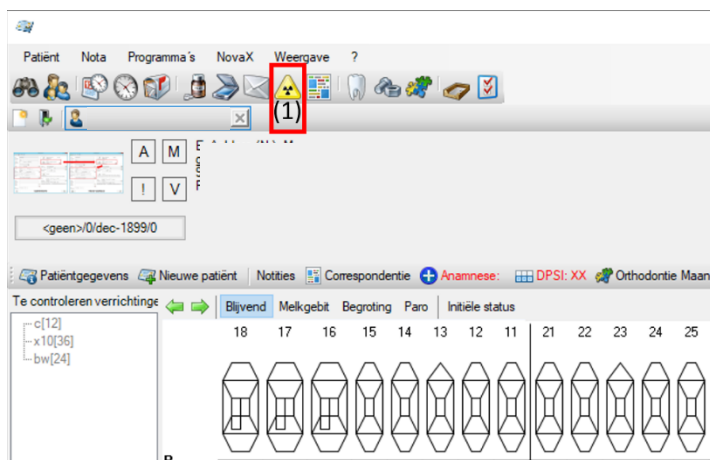 Patiënt Nota Programma's NovaX Weergave ?
(1)
A M
! V
<geen>/0/dec-1899/0
Patiëntgegevens Nieuwe patiënt Notities Correspondentie Anamnese: DPSI: XX Orthodontie Maan
Te controleren verrichtinge Blijvend Melkgebit Begroting Paro Initiële status
c[12]
x10[36]
bw[24]
18 17 16 15 14 13 12 11 21 22 23 24 25